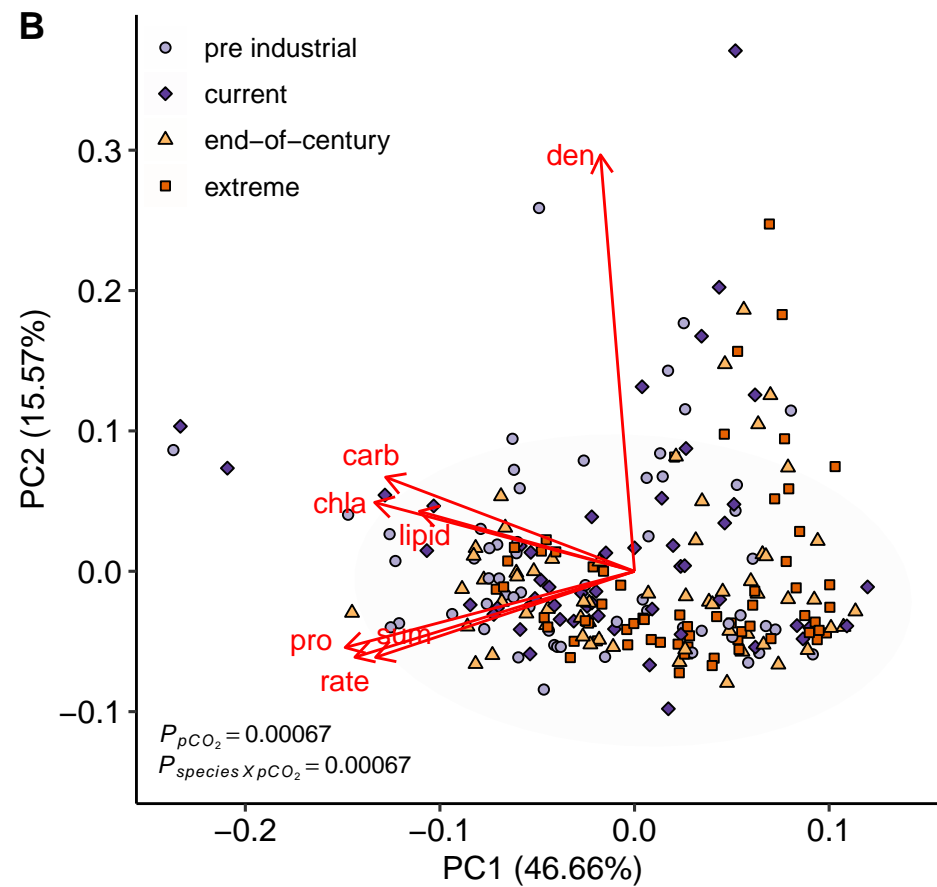 B
pre industrial
current
end−of−century
extreme
PC2 (15.57%)
0.3
0.2
0.1
0.0
−0.1
den
carb
chla
lipid
pro
sum
rate
P pCO₂ = 0.00067
P species X pCO₂ = 0.00067
−0.2
−0.1
0.0
0.1
PC1 (46.66%)